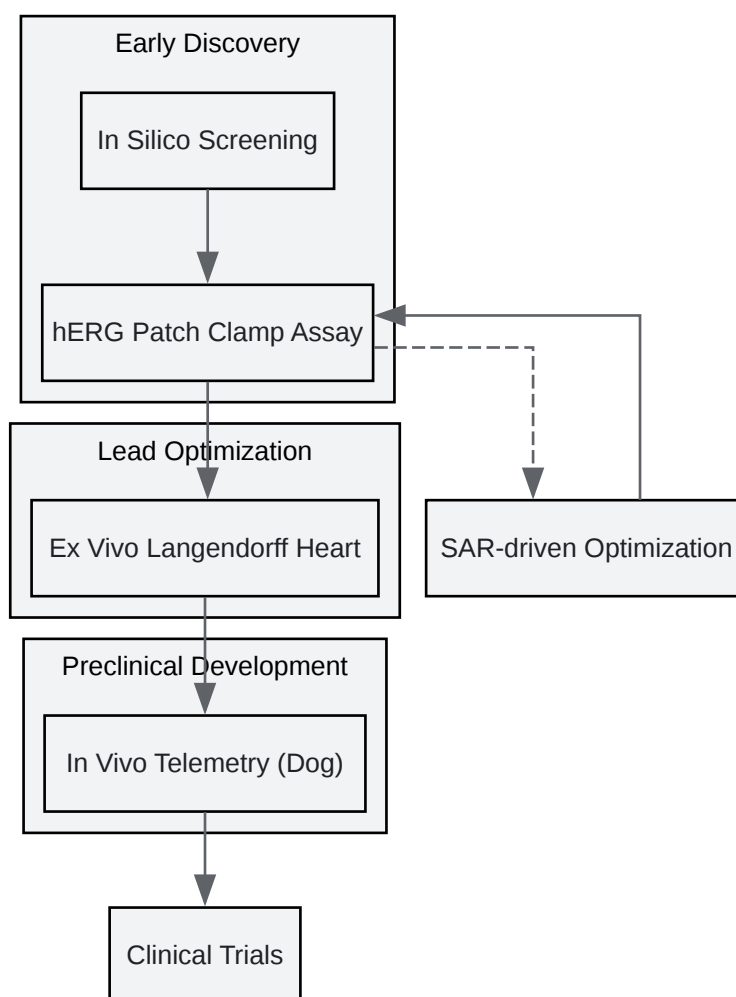 Early Discovery
In Silico Screening
hERG Patch Clamp Assay
Lead Optimization
Ex Vivo Langendorff Heart
SAR-driven Optimization
Preclinical Development
In Vivo Telemetry (Dog)
Clinical Trials